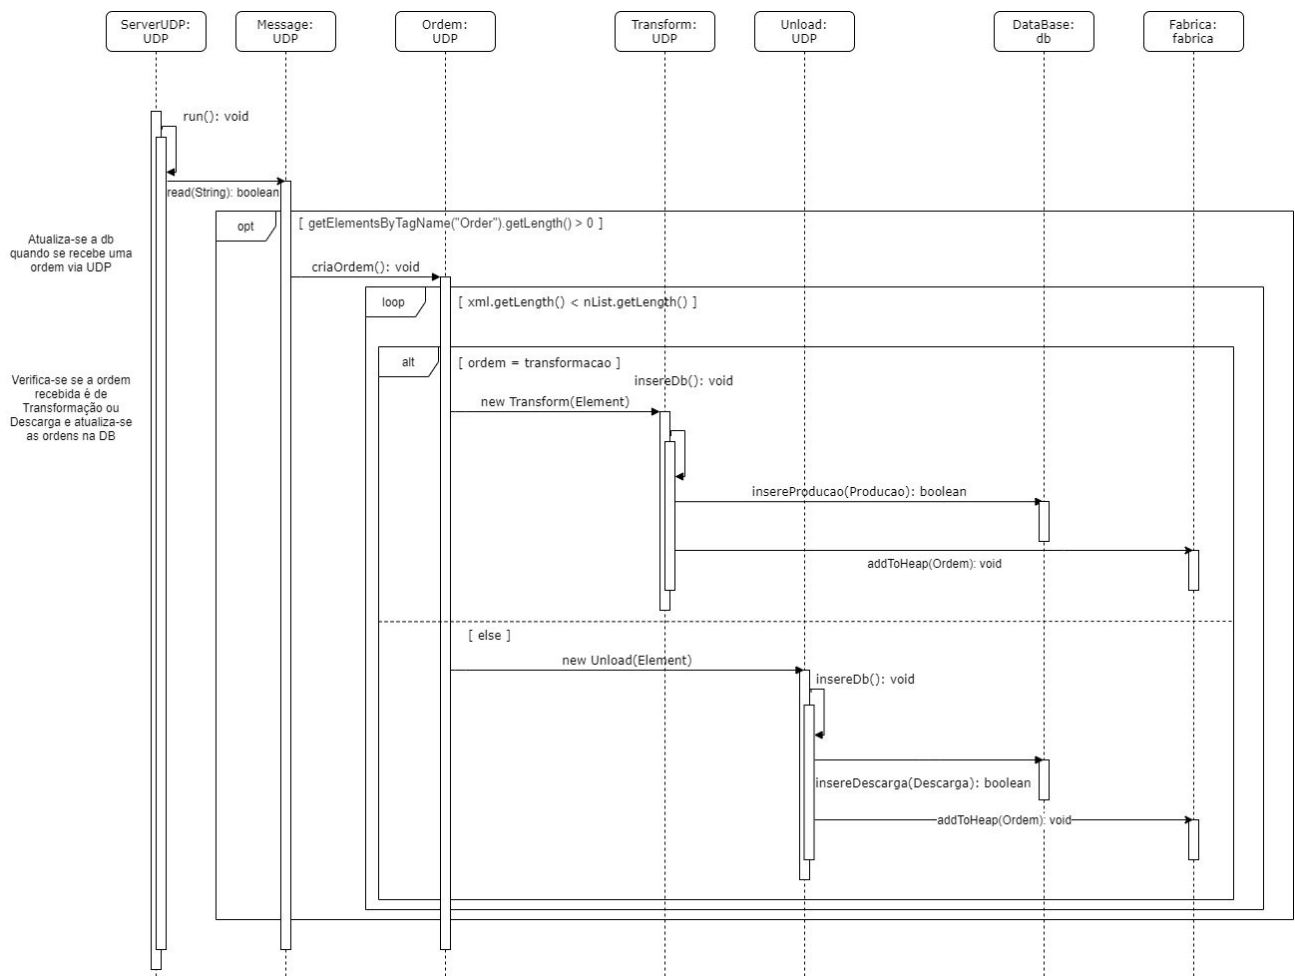 ServerUDP:
UDP
Message:
UDP
Ordem:
UDP
Transform:
UDP
Unload:
UDP
DataBase:
db
Fabrica:
fabrica
run(): void
read(String): boolean
opt
[ getElementsByTagName("Order").getLength() > 0 ]
Atualiza-se a db
quando se recebe uma
ordem via UDP
criaOrdem(): void
loop
[ xml.getLength() < nList.getLength() ]
alt
[ ordem = transformacao ]
Verifica-se se a ordem
recebida é de
Transformação ou
Descarga e atualiza-se
as ordens na DB
insereDb(): void
new Transform(Element)
insereProducao(Producao): boolean
addToHeap(Ordem): void
[ else ]
new Unload(Element)
insereDb(): void
insereDescarga(Descarga): boolean
addToHeap(Ordem): void